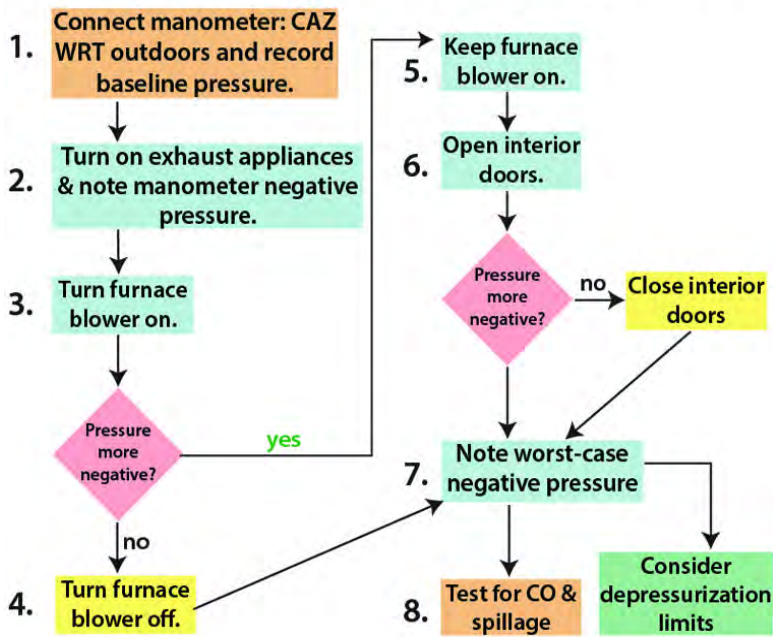 1.
Connect manometer: CAZ
WRT outdoors and record
baseline pressure.
2.
Turn on exhaust appliances
& note manometer negative
pressure.
3.
Turn furnace
blower on.
Pressure
more
negative?
yes
no
4.
Turn furnace
blower off.
5.
Keep furnace
blower on.
6.
Open interior
doors.
Pressure
more
negative?
no
Close interior
doors
7.
Note worst-case
negative pressure
8.
Test for CO &
spillage
Consider
depressurization
limits